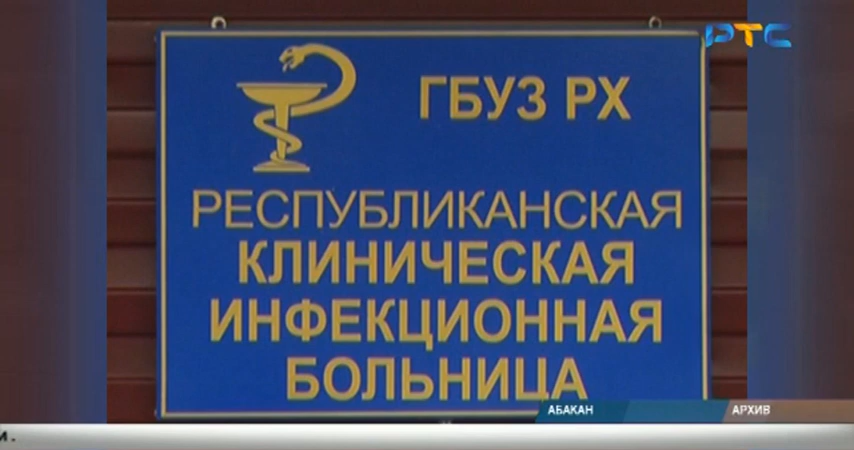 РТС
ГБУЗ РХ
РЕСПУБЛИКАНСКАЯ
КЛИНИЧЕСКАЯ
ИНФЕКЦИОННАЯ
БОЛЬНИЦА
АБАКАН
АРХИВ
и.